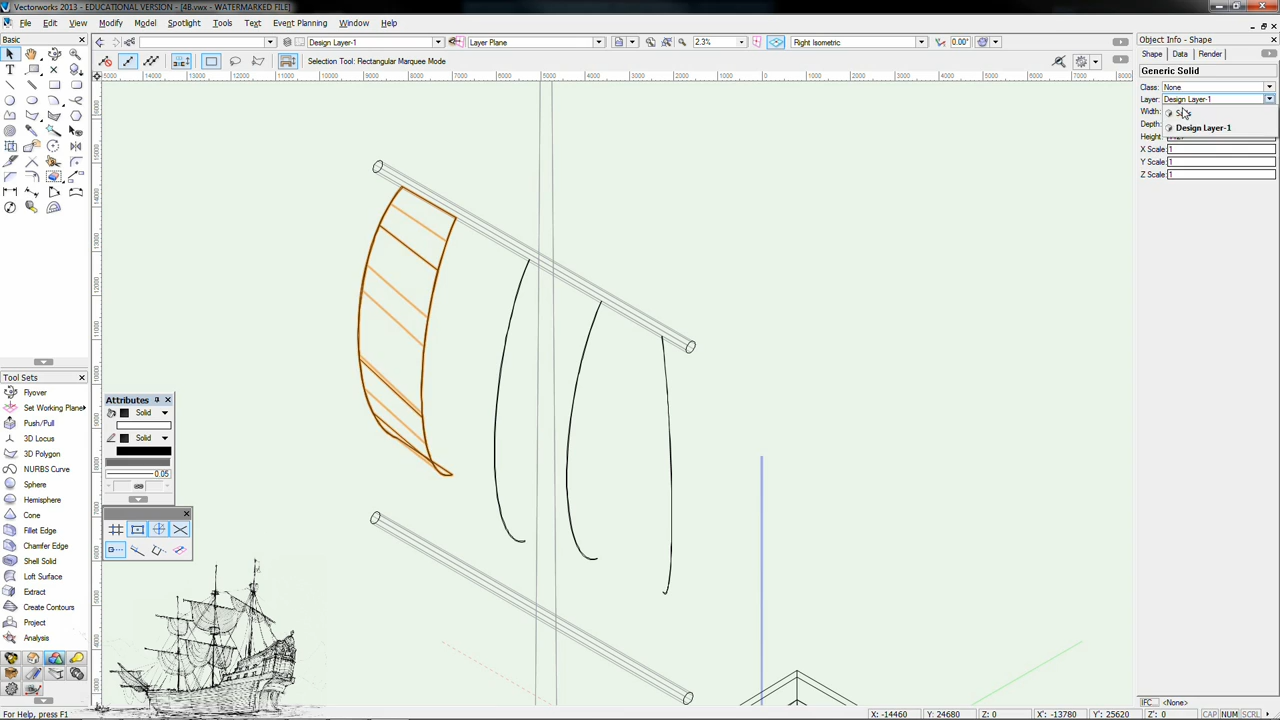 Vectorworks 2013 - EDUCATIONAL VERSION - [4B.vwx - WATERMARKED FILE]
File Edit View Modify Model Spotlight Tools Text Event Planning Window Help
Basic
Design Layer-1
Layer Plane
2.3%
Right Isometric
0.00°
Selection Tool: Rectangular Marquee Mode
Object Info - Shape
Shape Data Render
Generic Solid
Class: None
Layer: Design Layer-1
Width:
Depth:
Design Layer-1
Height
X Scale: 1
Y Scale: 1
Z Scale: 1
Tool Sets
Flyover
Set Working Plane
Push/Pull
3D Locus
3D Polygon
NURBS Curve
Sphere
Hemisphere
Cone
Fillet Edge
Chamfer Edge
Shell Solid
Loft Surface
Extract
Create Contours
Project
Analysis
Attributes
Solid
Solid
0.05
IFC <None>
For Help, press F1
X: -14460 Y: 24680 Z: 0 X': -13780 Y': 25620 Z': 0 CAP NUM SCRL